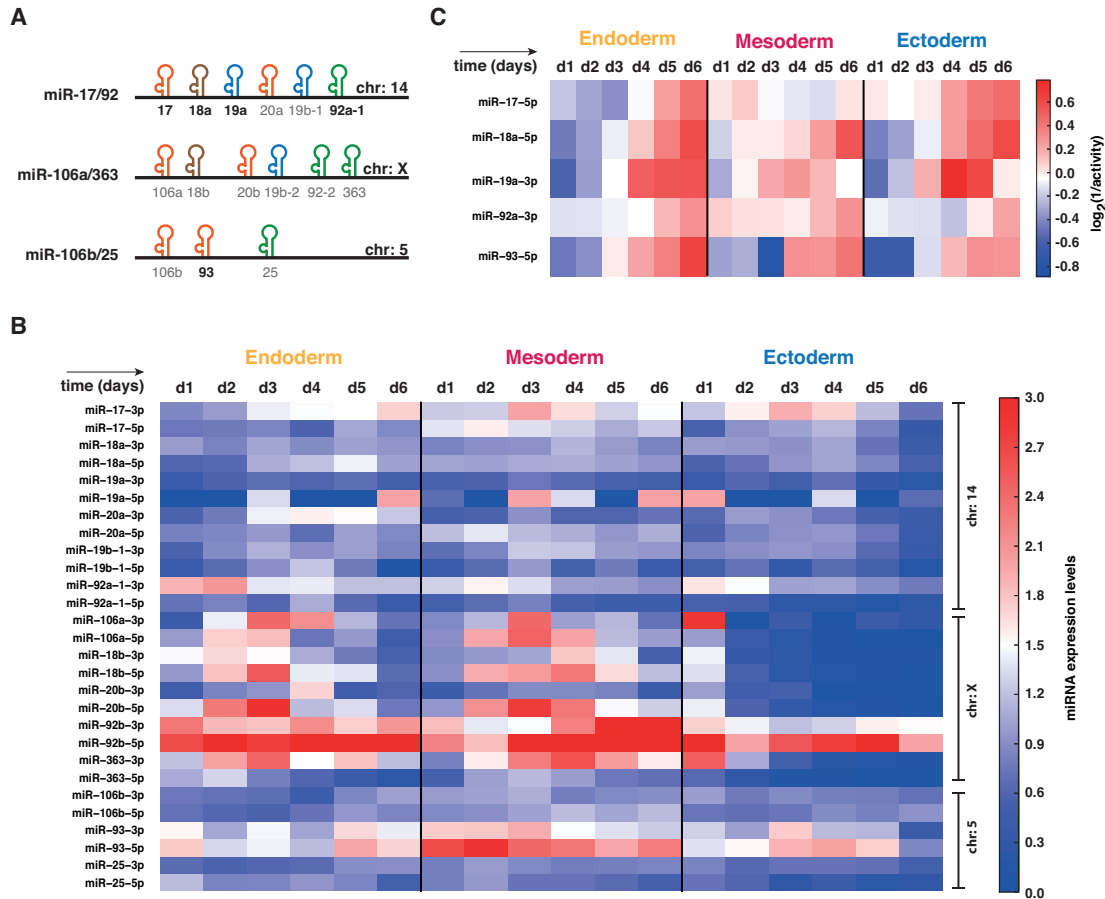 A
miR-17/92
chr: 14
17 18a 19a 20a 19b-1 92a-1
miR-106a/363
chr: X
106a 18b 20b 19b-2 92-2 363
miR-106b/25
chr: 5
106b 93 25
C
Endoderm Mesoderm Ectoderm
time (days) d1 d2 d3 d4 d5 d6 d1 d2 d3 d4 d5 d6 d1 d2 d3 d4 d5 d6
miR-17-5p
miR-18a-5p
miR-19a-3p
miR-92a-3p
miR-93-5p
0.6
0.4
0.2
0.0
-0.2
-0.4
-0.6
-0.8
log2(1/activity)
B
Endoderm Mesoderm Ectoderm
time (days) d1 d2 d3 d4 d5 d6 d1 d2 d3 d4 d5 d6 d1 d2 d3 d4 d5 d6
miR-17-3p
miR-17-5p
miR-18a-3p
miR-18a-5p
miR-19a-3p
miR-19a-5p
miR-20a-3p
miR-20a-5p
miR-19b-1-3p
miR-19b-1-5p
miR-92a-1-3p
miR-92a-1-5p
miR-106a-3p
miR-106a-5p
miR-18b-3p
miR-18b-5p
miR-20b-3p
miR-20b-5p
miR-92b-3p
miR-92b-5p
miR-363-3p
miR-363-5p
miR-106b-3p
miR-106b-5p
miR-93-3p
miR-93-5p
miR-25-3p
miR-25-5p
chr: 14
chr: X
chr: 5
3.0
2.7
2.4
2.1
1.8
1.5
1.2
0.9
0.6
0.3
0.0
miRNA expression levels